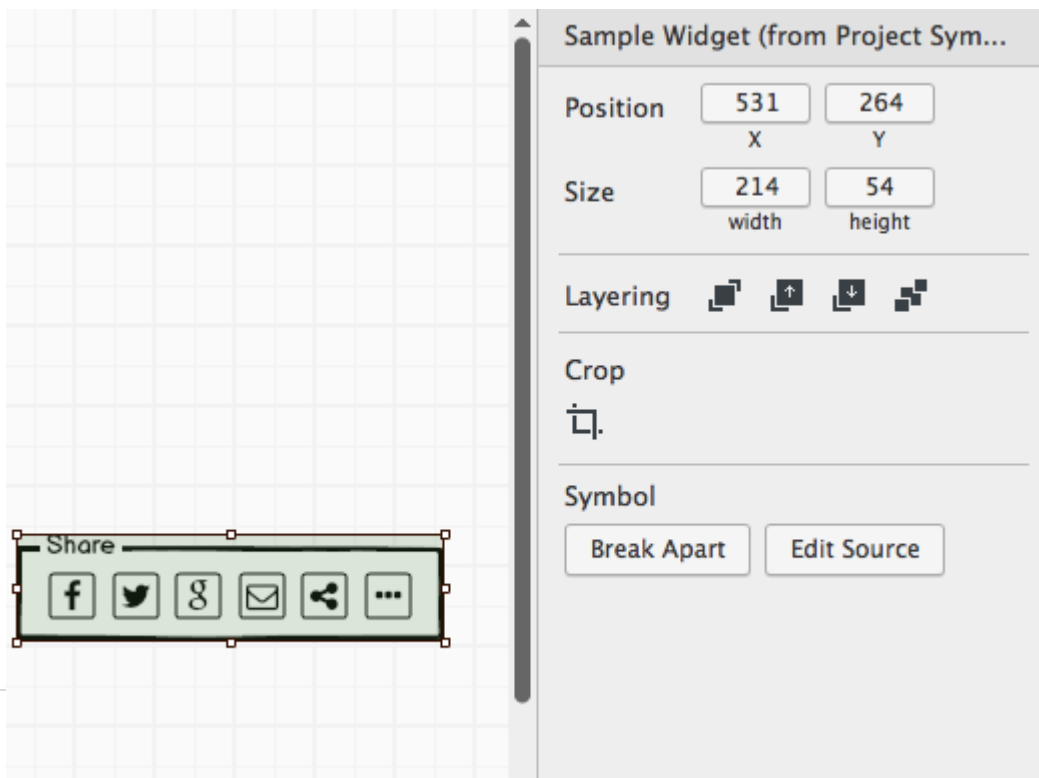 Sample Widget (from Project Sym...
Position 531 264
X Y
Size 214 54
width height
Layering
Crop
Symbol
Break Apart Edit Source
Share